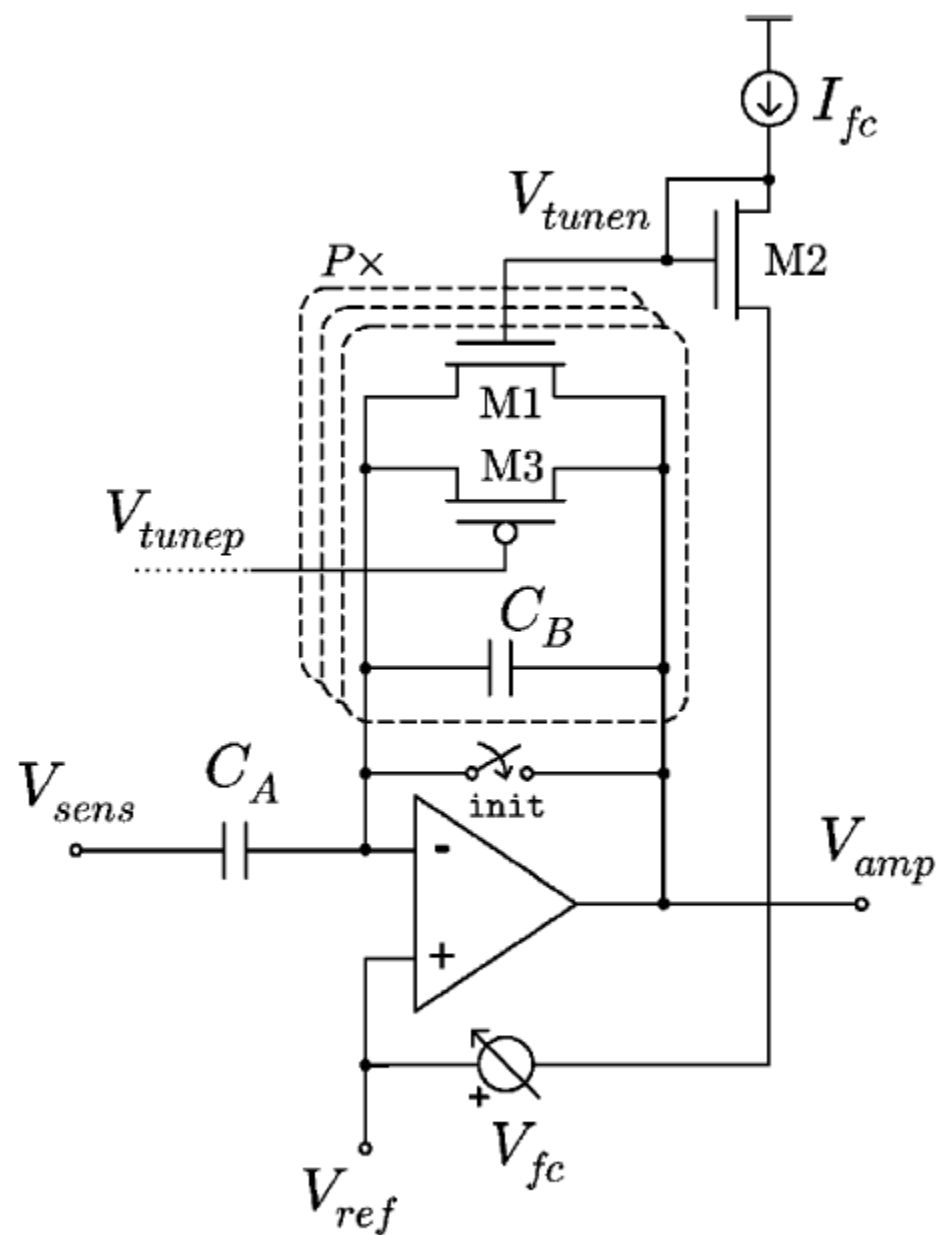 I_fc
V_tunen
M2
P×
M1
M3
V_tunep
C_B
C_A
V_sens
init
-
V_amp
+
+
V_fc
V_ref